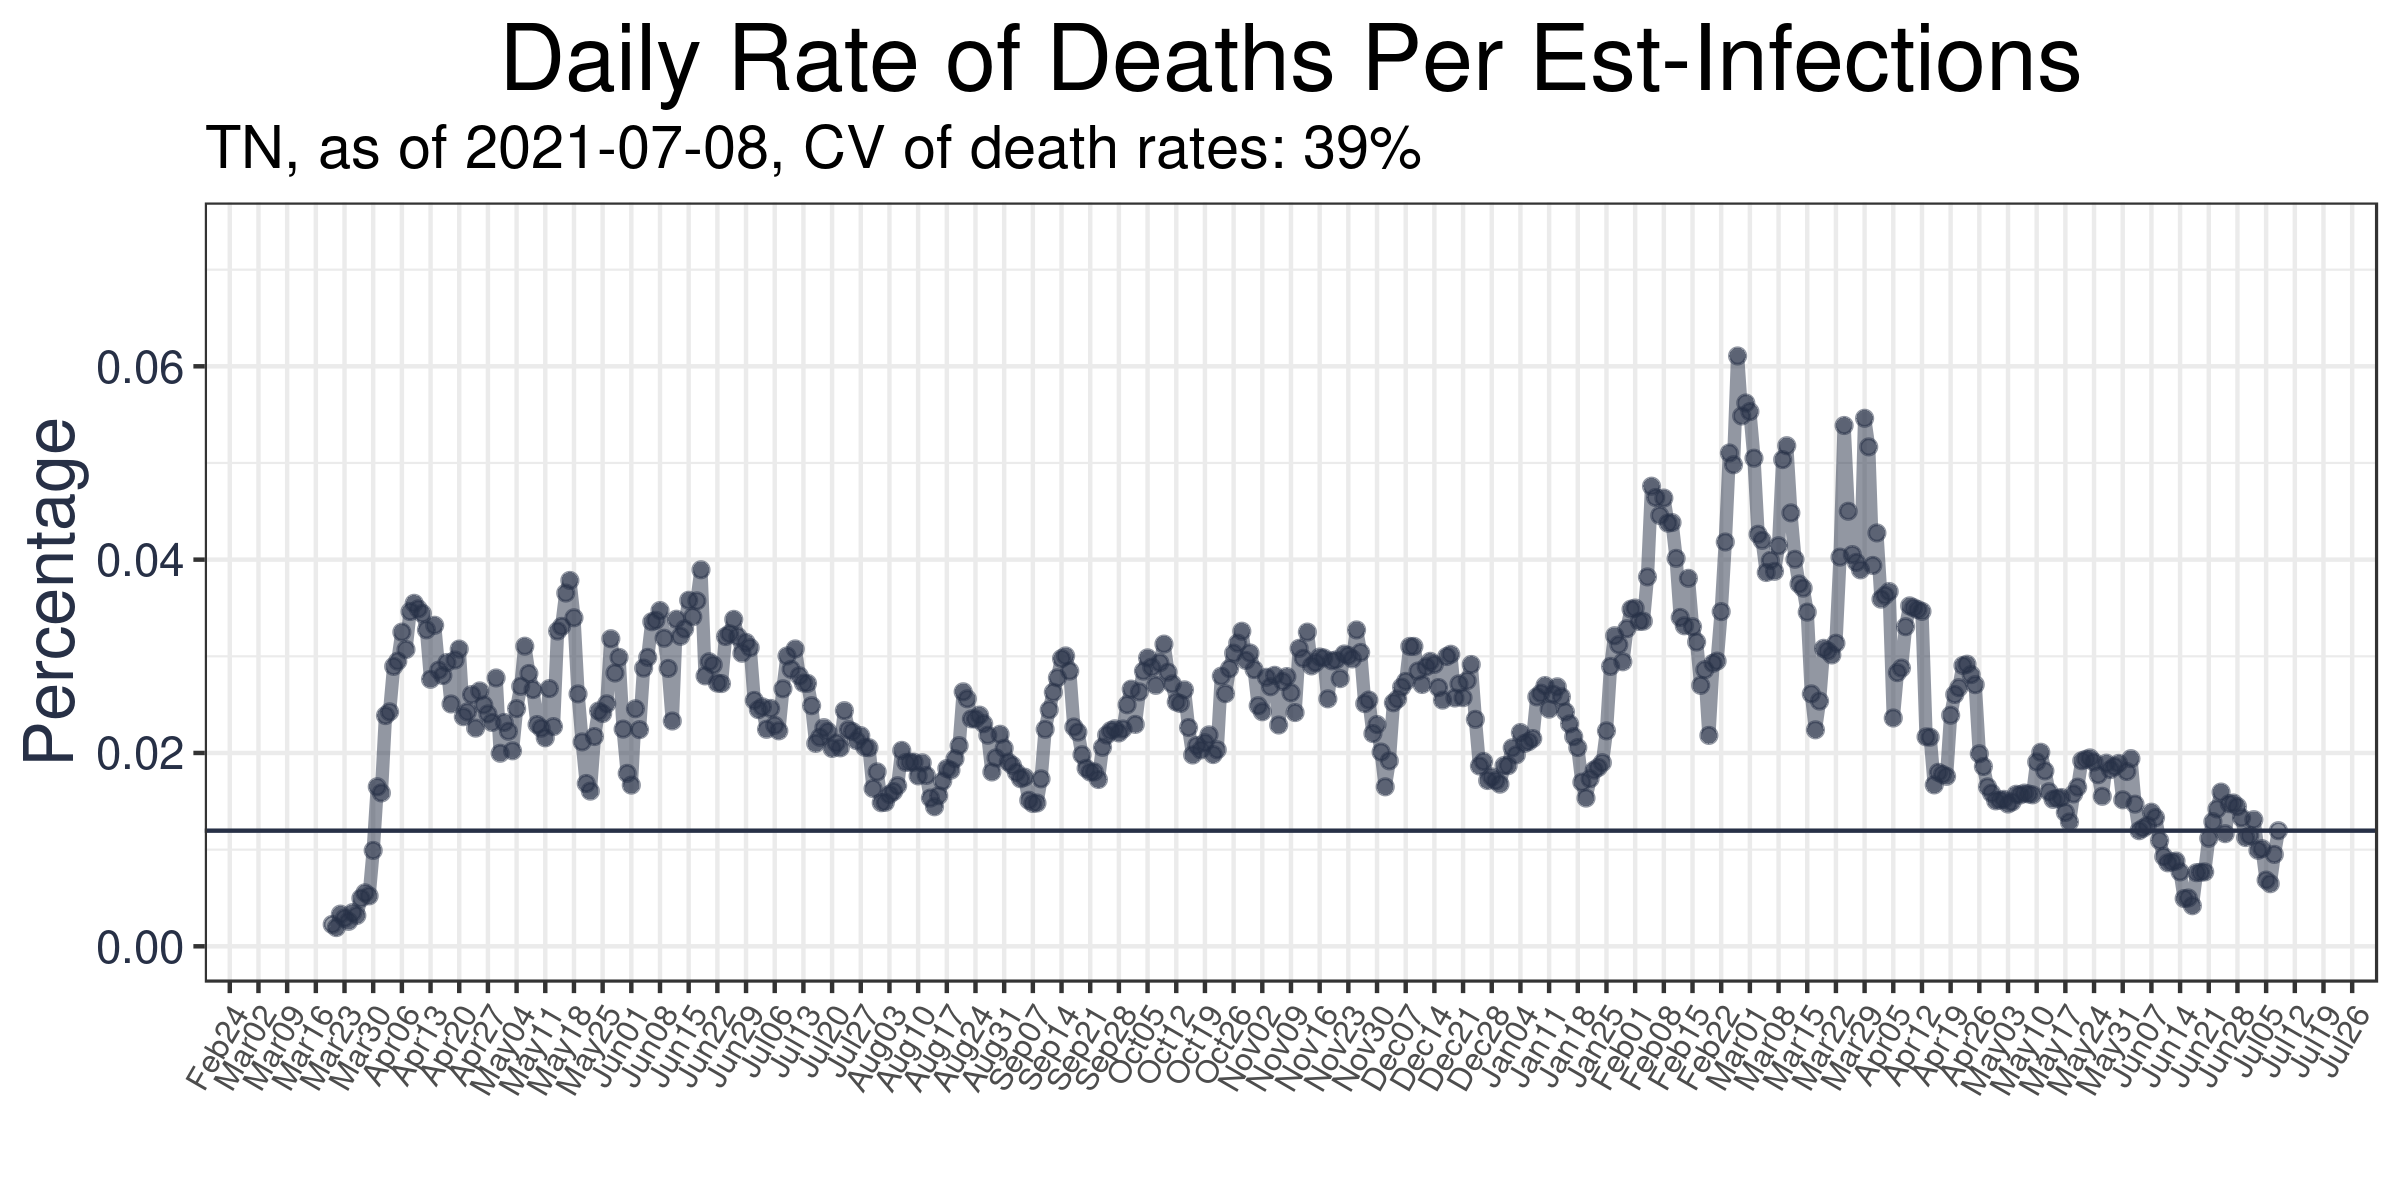 Daily Rate of Deaths Per Est-Infections
TN, as of 2021-07-08, CV of death rates: 39%
Percentage
0.06
0.04
0.02
0.00
Feb24
Mar02
Mar09
Mar16
Mar23
Mar30
Apr06
Apr13
Apr20
Apr27
May04
May11
May18
May25
Jun01
Jun08
Jun15
Jun22
Jun29
Jul06
Jul13
Jul20
Jul27
Aug03
Aug10
Aug17
Aug24
Aug31
Sep07
Sep14
Sep21
Sep28
Oct05
Oct12
Oct19
Oct26
Nov02
Nov09
Nov16
Nov23
Nov30
Dec07
Dec14
Dec21
Dec28
Jan04
Jan11
Jan18
Jan25
Feb01
Feb08
Feb15
Feb22
Mar01
Mar08
Mar15
Mar22
Mar29
Apr05
Apr12
Apr19
Apr26
May03
May10
May17
May24
May31
Jun07
Jun14
Jun21
Jun28
Jul05
Jul12
Jul19
Jul26